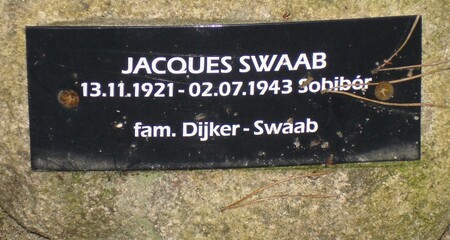 JACQUES SWAAB
13.11.1921 - 02.07.1943 Sobibór
fam. Dijker - Swaab